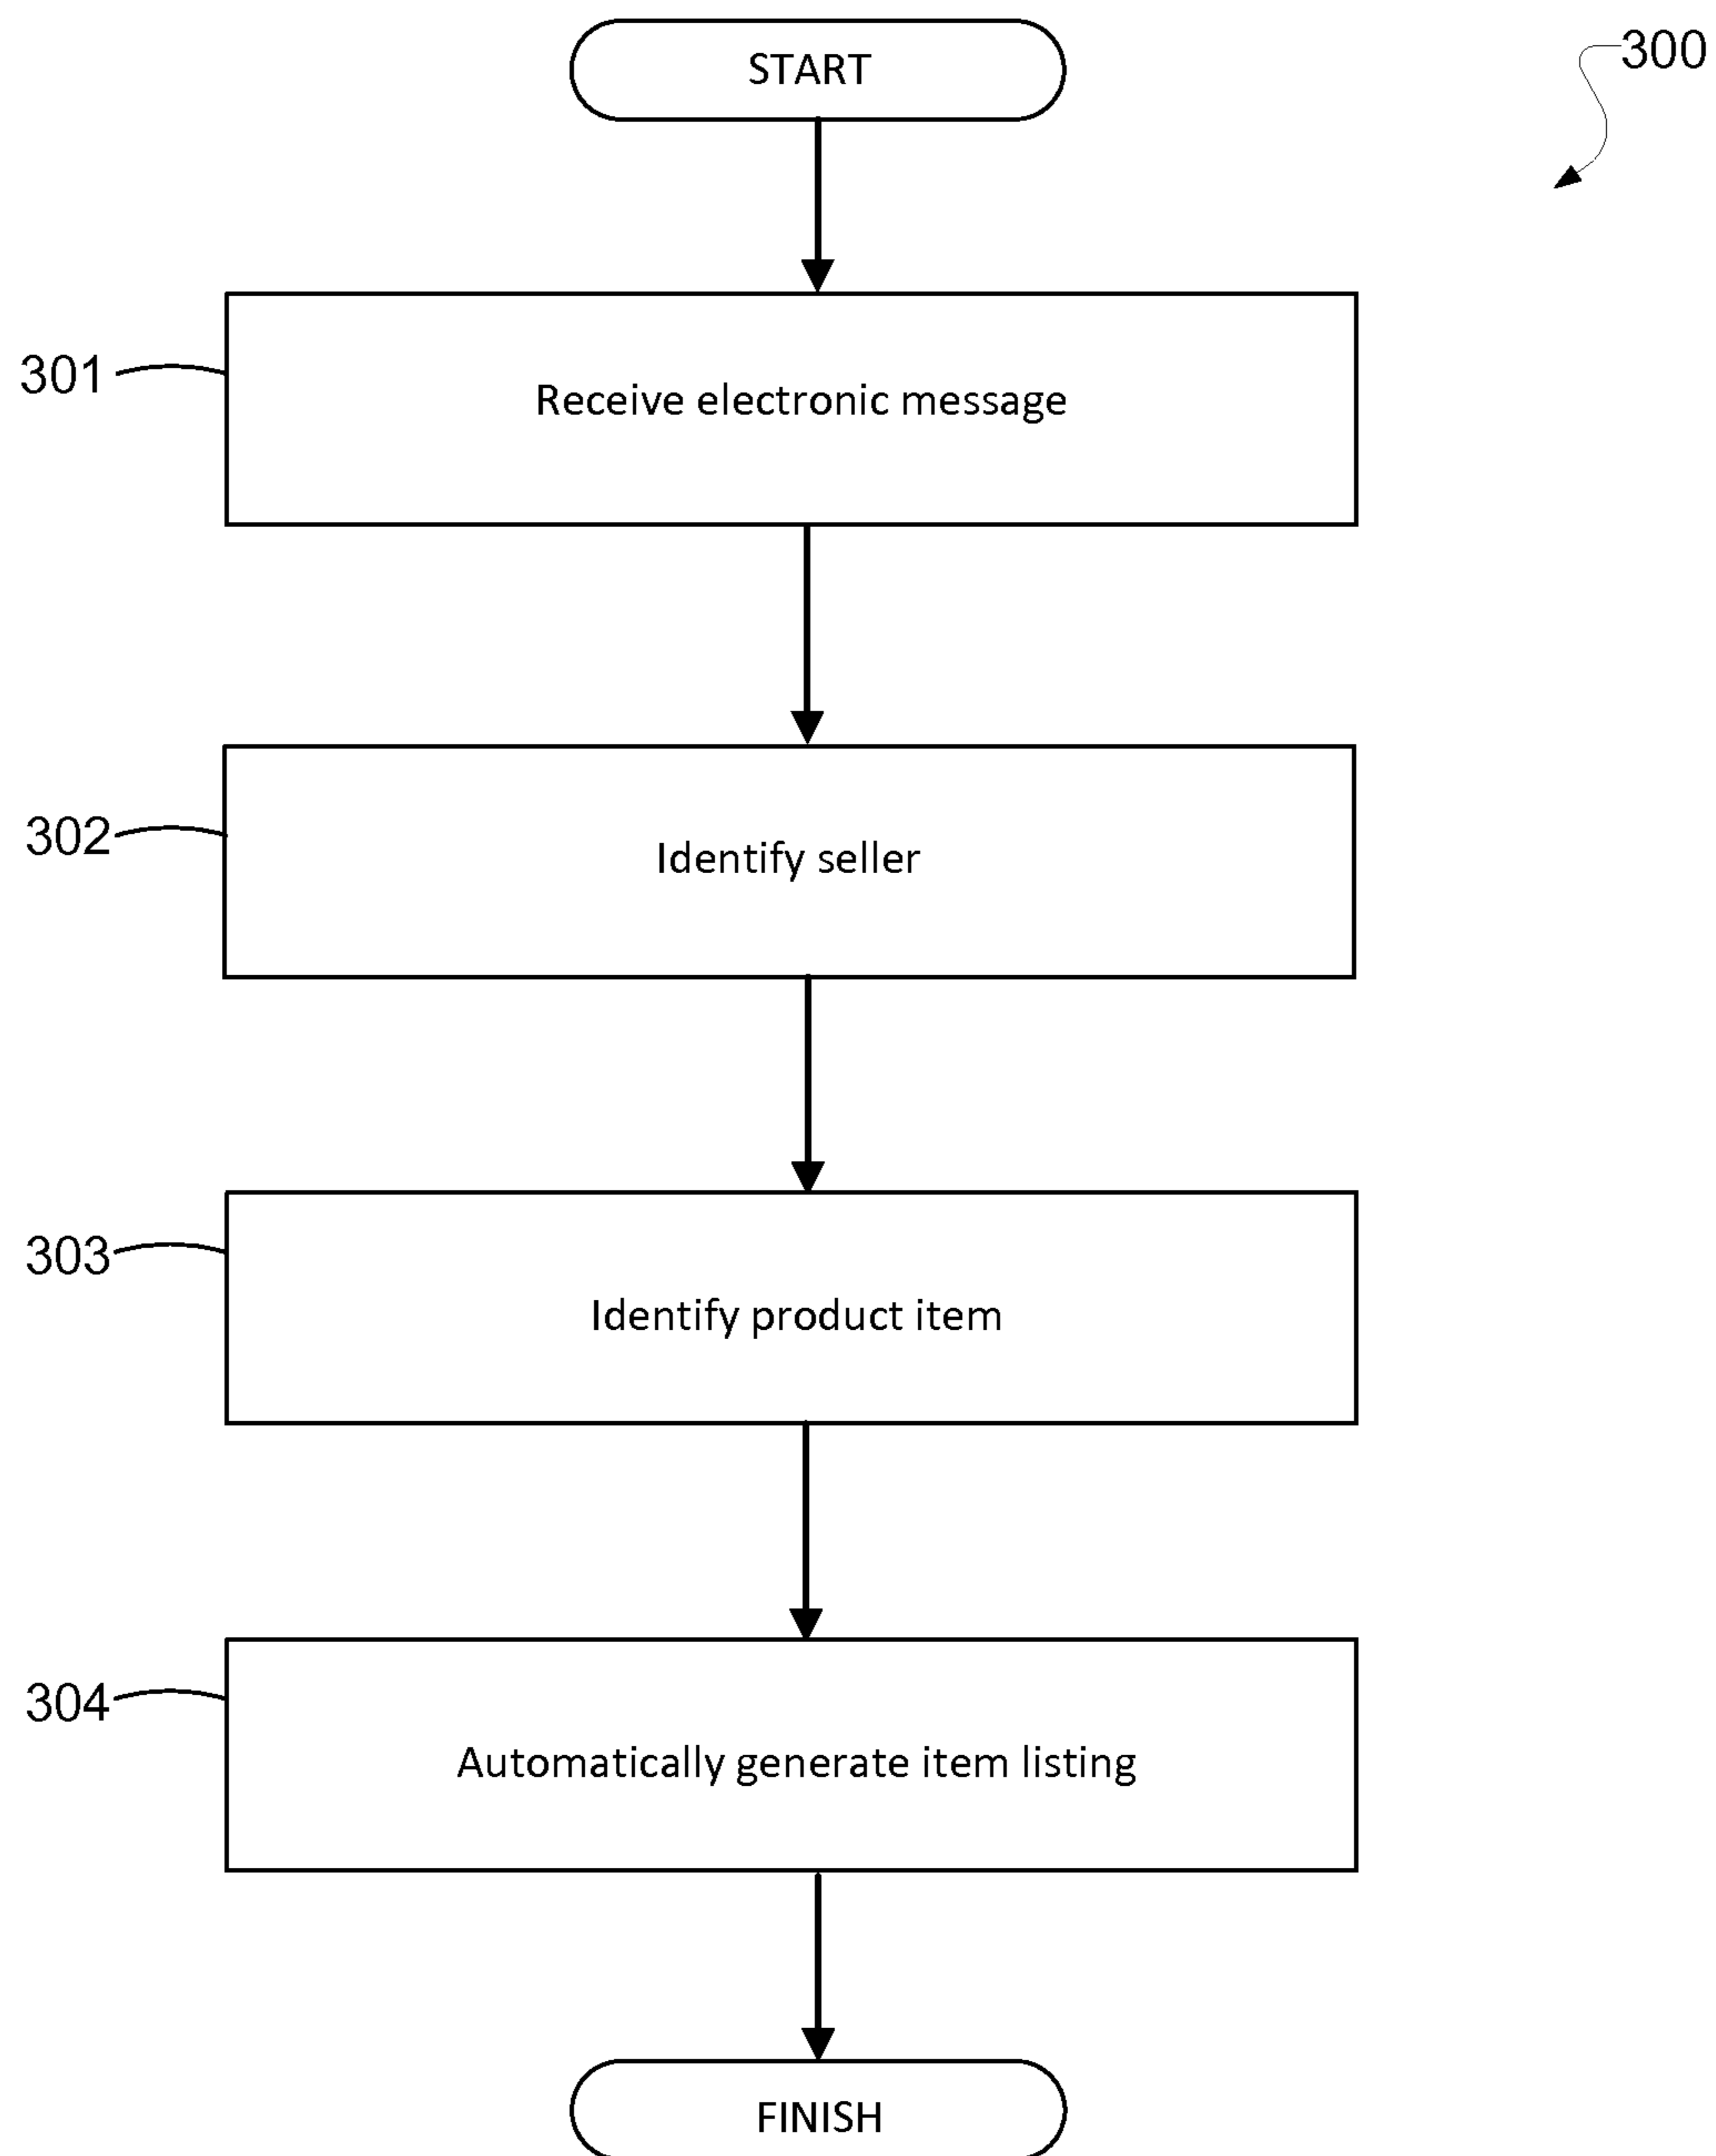 START
300
301
Receive electronic message
302
Identify seller
303
Identify product item
304
Automatically generate item listing
FINISH